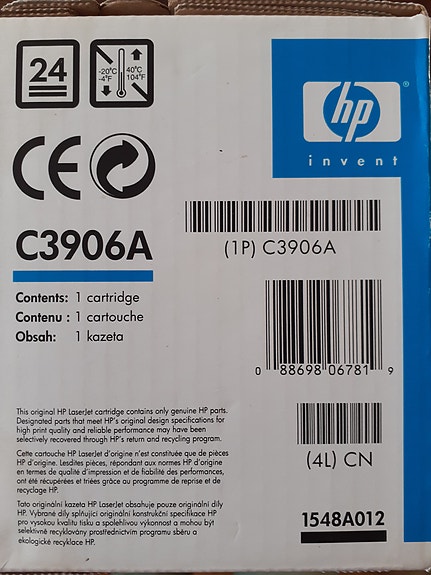 24
-20°C
-4°F
40°C
104°F
hp
®
invent
CE
C3906A
(1P) C3906A
Contents: 1 cartridge
Contenu : 1 cartouche
Obsah: 1 kazeta
0 88698 06781 9
This original HP LaserJet cartridge contains only genuine HP parts.
Designated parts that meet HP's original design specifications for
high print quality and reliable performance may have been
selectively recovered through HP's return and recycling program.
(4L) CN
Cette cartouche HP LaserJet d'origine n'est constituée que de pièces
HP d'origine. Lesdites pièces, répondant aux normes HP d'origine
en termes de qualité d'impression et de fiabilité des performances,
ont été récupérées et triées grâce au programme de reprise et de
recyclage HP.
Tato originální kazeta HP LaserJet obsahuje pouze originální díly
HP. Vybrané díly splňující originální konstrukční specifikace HP
pro vysokou kvalitu tisku a spolehlivou výkonnost a mohou být
selektivně recyklovány prostřednictvím programu sběru a
ekologické recyklace HP.
1548A012